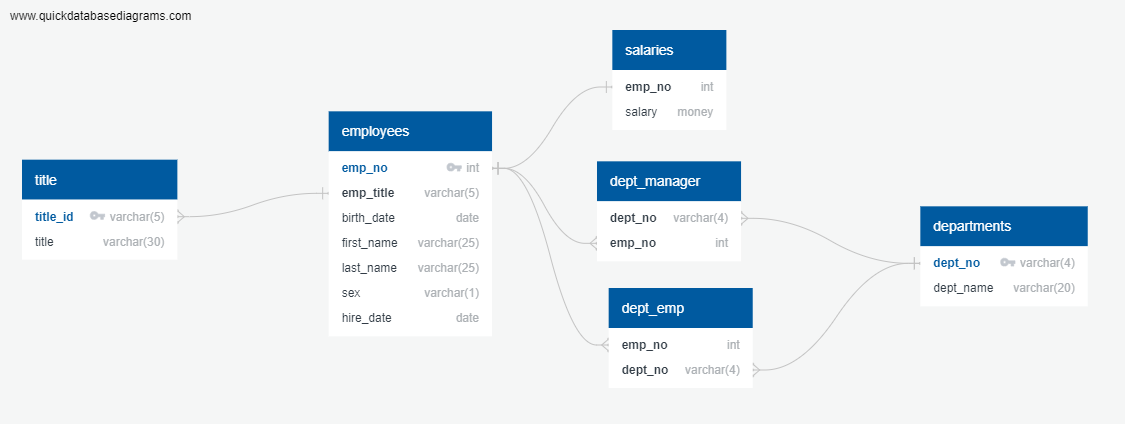 www.quickdatabasediagrams.com
title
title_id varchar(5)
title varchar(30)
employees
emp_no int
emp_title varchar(5)
birth_date date
first_name varchar(25)
last_name varchar(25)
sex varchar(1)
hire_date date
salaries
emp_no int
salary money
dept_manager
dept_no varchar(4)
emp_no int
dept_emp
emp_no int
dept_no varchar(4)
departments
dept_no varchar(4)
dept_name varchar(20)